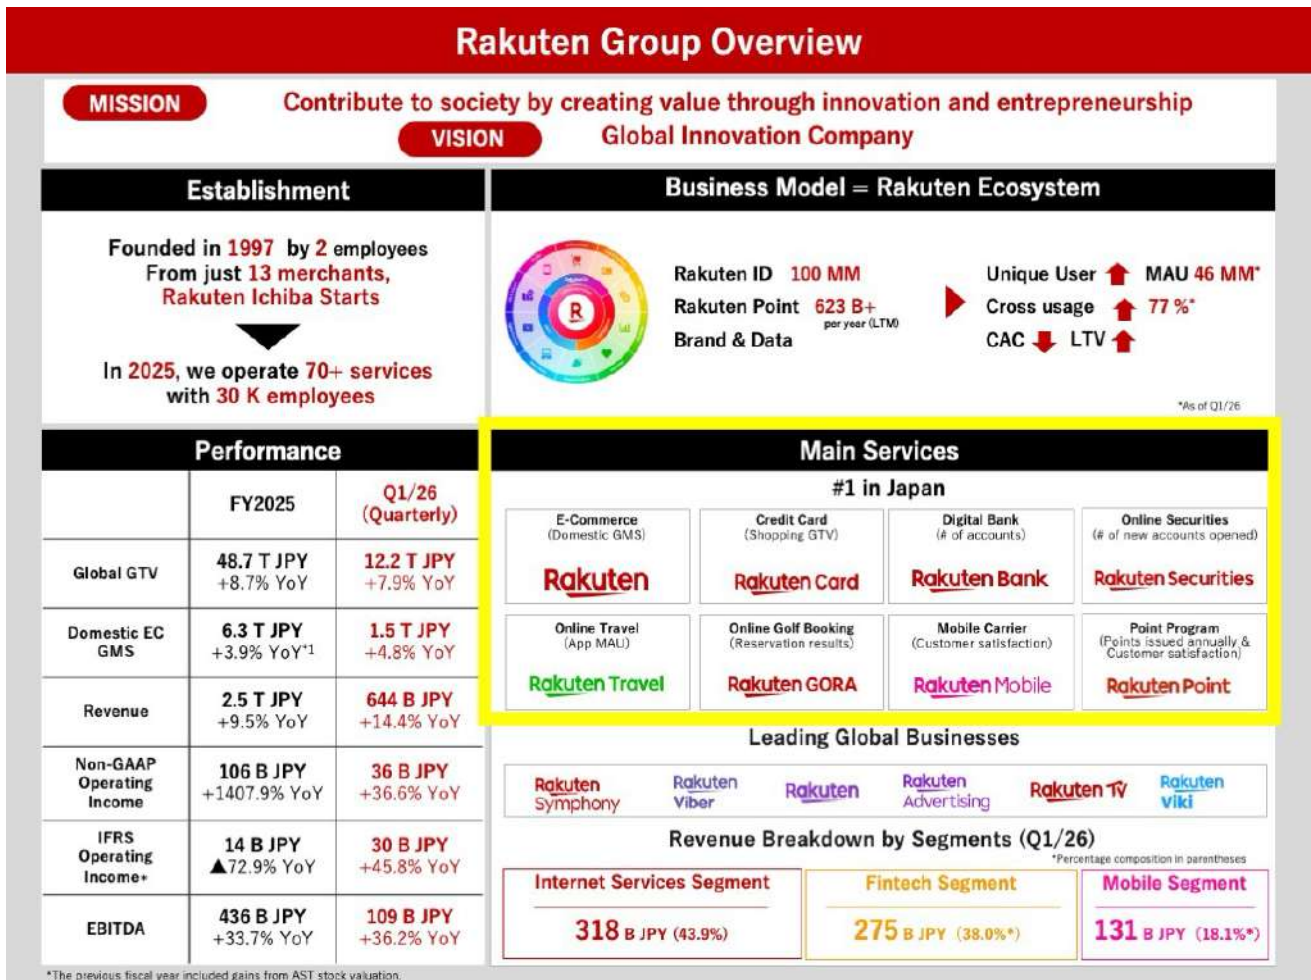 Rakuten Group Overview
MISSION Contribute to society by creating value through innovation and entrepreneurship
VISION Global Innovation Company
Establishment
Founded in 1997 by 2 employees
From just 13 merchants,
Rakuten Ichiba Starts
In 2025, we operate 70+ services
with 30 K employees
Business Model = Rakuten Ecosystem
R
Rakuten ID 100 MM
Rakuten Point 623 B+
per year (LTM)
Brand & Data
Unique User MAU 46 MM*
Cross usage 77 %*
CAC LTV
*As of Q1/26
Performance
FY2025 Q1/26
(Quarterly)
Global GTV 48.7 T JPY 12.2 T JPY
+8.7% YoY +7.9% YoY
Domestic EC GMS 6.3 T JPY 1.5 T JPY
+3.9% YoY*1 +4.8% YoY
Revenue 2.5 T JPY 644 B JPY
+9.5% YoY +14.4% YoY
Non-GAAP
Operating
Income
106 B JPY 36 B JPY
+1407.9% YoY +36.6% YoY
IFRS
Operating
Income*
14 B JPY 30 B JPY
▲72.9% YoY +45.8% YoY
EBITDA 436 B JPY 109 B JPY
+33.7% YoY +36.2% YoY
*The previous fiscal year included gains from AST stock valuation.
Main Services
#1 in Japan
E-Commerce
(Domestic GMS)
Rakuten
Credit Card
(Shopping GTV)
Rakuten Card
Digital Bank
(# of accounts)
Rakuten Bank
Online Securities
(# of new accounts opened)
Rakuten Securities
Online Travel
(App MAU)
Rakuten Travel
Online Golf Booking
(Reservation results)
Rakuten GORA
Mobile Carrier
(Customer satisfaction)
Rakuten Mobile
Point Program
(Points issued annually &
Customer satisfaction)
Rakuten Point
Leading Global Businesses
Rakuten
Symphony
Rakuten
Viber
Rakuten
Rakuten
Advertising
Rakuten TV
Rakuten
Viki
Revenue Breakdown by Segments (Q1/26)
*Percentage composition in parentheses
Internet Services Segment
318 B JPY (43.9%)
Fintech Segment
275 B JPY (38.0%*)
Mobile Segment
131 B JPY (18.1%*)